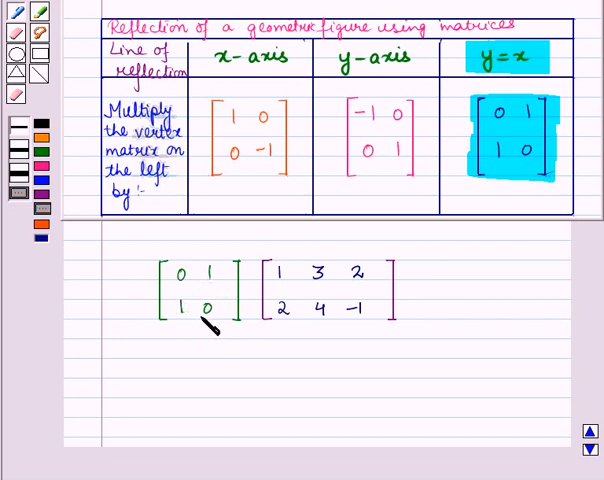 Reflection of a geometric figure using matrices
Line of reflection x-axis y-axis y=x
Multiply the vertex matrix on the left by:-
[1 0 [-1 0 [0 1
0 -1] 0 1] 1 0]
[0 1 [1 3 2
1 0] 2 4 -1]